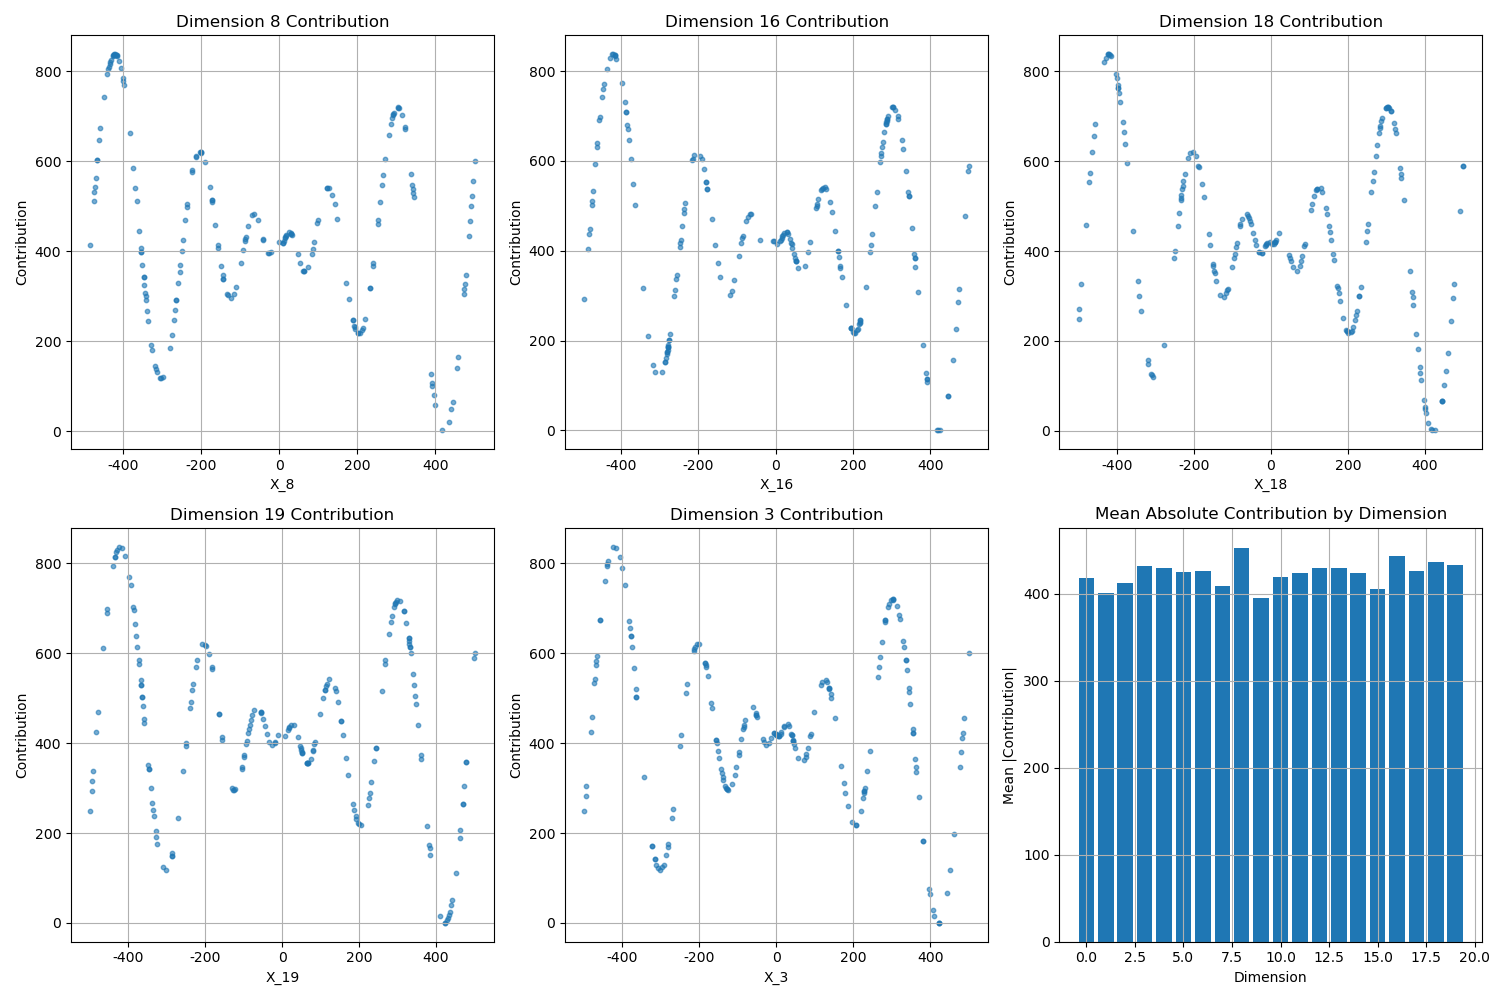 Dimension 8 Contribution
Contribution
800
600
400
200
0
-400 -200 0 200 400
X_8
Dimension 16 Contribution
Contribution
800
600
400
200
0
-400 -200 0 200 400
X_16
Dimension 18 Contribution
Contribution
800
600
400
200
0
-400 -200 0 200 400
X_18
Dimension 19 Contribution
Contribution
800
600
400
200
0
-400 -200 0 200 400
X_19
Dimension 3 Contribution
Contribution
800
600
400
200
0
-400 -200 0 200 400
X_3
Mean Absolute Contribution by Dimension
Mean |Contribution|
400
300
200
100
0
0.0 2.5 5.0 7.5 10.0 12.5 15.0 17.5 20.0
Dimension